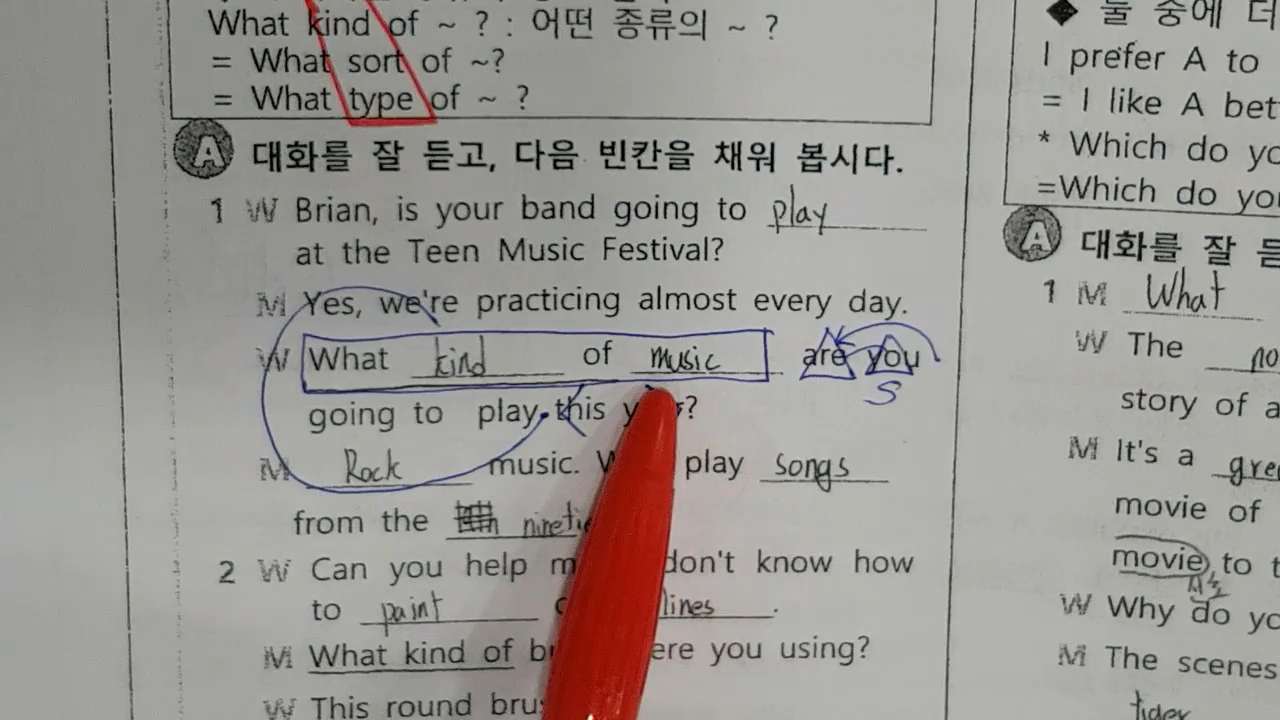 What kind of ~ ? : 어떤 종류의 ~ ?
= What sort of ~?
= What type of ~ ?
A 대화를 잘 듣고, 다음 빈칸을 채워 봅시다.
1 W Brian, is your band going to play
at the Teen Music Festival?
M Yes, we're practicing almost every day.
W What kind of music are you
S
going to play this ?
M Rock music. play songs
from the
2 W Can you help don't know how
to paint lines .
M What kind of ere you using?
W This round
◆ 둘 중에 더
I prefer A to
= I like A bet
* Which do yo
=Which do you
A 대화를 잘 듣
1 M What
W The no
story of a
M It's a gre
movie of
movie to t
W Why do yo
M The scenes